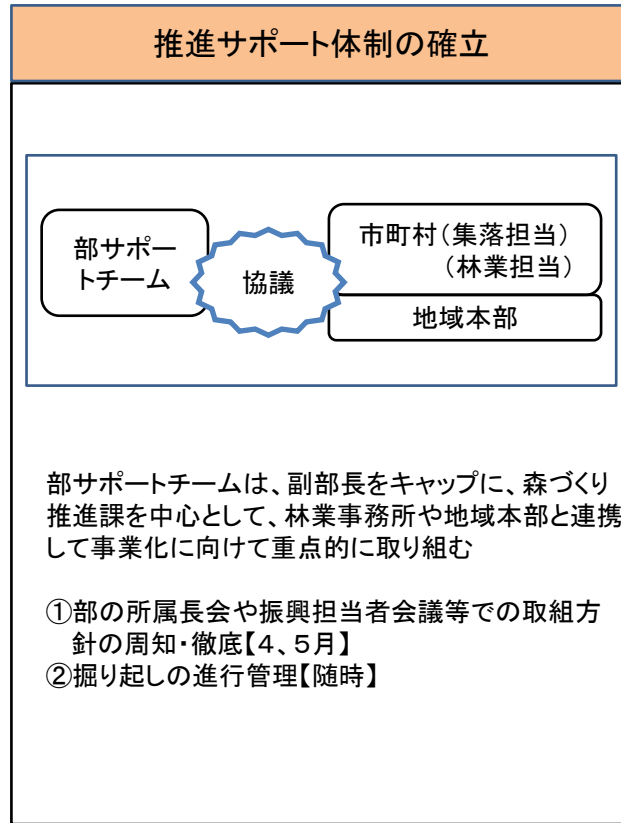 推進サポート体制の確立
部サポー
トチーム
協議
市町村（集落担当）
（林業担当）
地域本部
部サポートチームは、副部長をキャップに、森づくり
推進課を中心として、林業事務所や地域本部と連携
して事業化に向けて重点的に取り組む
①部の所属長会や振興担当者会議等での取組方
針の周知・徹底【４、５月】
②掘り起しの進行管理【随時】